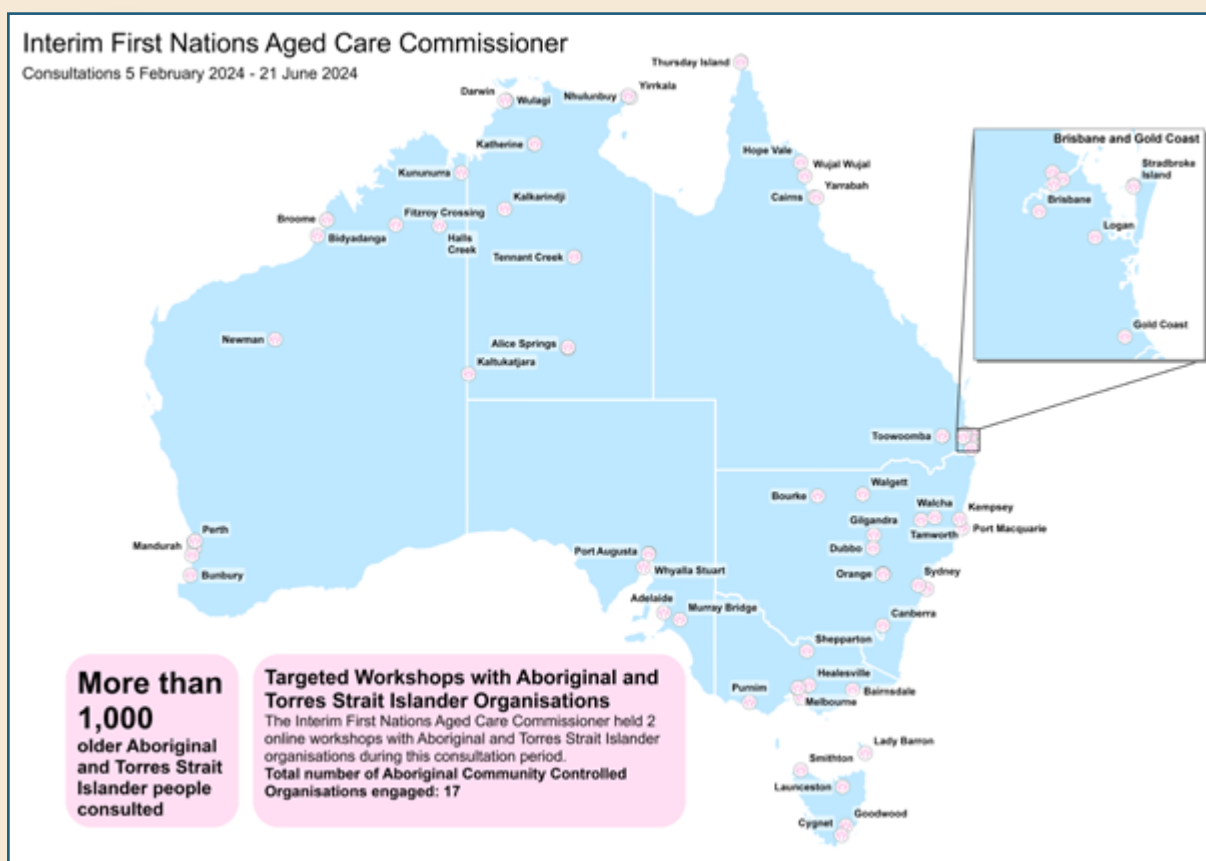 Interim First Nations Aged Care Commissioner
Consultations 5 February 2024 - 21 June 2024
Thursday Island
Darwin
Wulagi
Nhulunbuy
Yirrkala
Katherine
Hope Vale
Wujal Wujal
Kununurra
Yarrabah
Cairns
Kalkarindji
Broome
Fitzroy Crossing
Bidyadanga
Halls
Creek
Tennant Creek
Newman
Alice Springs
Kaltukatjara
Brisbane and Gold Coast
Stradbroke
Island
Brisbane
Logan
Gold Coast
Toowoomba
Bourke
Walgett
Walcha
Kempsey
Gilgandra
Tamworth
Port Macquarie
Dubbo
Perth
Mandurah
Bunbury
Port Augusta
Whyalla Stuart
Orange
Sydney
Adelaide
Murray Bridge
Canberra
Shepparton
Healesville
Purnim
Melbourne
Bairnsdale
Lady Barron
Smithton
Launceston
Goodwood
Cygnet
More than
1,000
older Aboriginal
and Torres Strait
Islander people
consulted
Targeted Workshops with Aboriginal and
Torres Strait Islander Organisations
The Interim First Nations Aged Care Commissioner held 2
online workshops with Aboriginal and Torres Strait Islander
organisations during this consultation period.
Total number of Aboriginal Community Controlled
Organisations engaged: 17